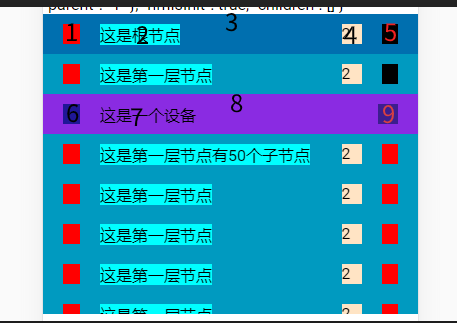 parent : "1" }, "hmisInit": true, "children": [] }
1 这是根节点 2 3 2 4 5
这是第一层节点 2
6 这是一个设备 7 8 9
这是第一层节点有50个子节点 2
这是第一层节点 2
这是第一层节点 2
这是第一层节点 2
这是第一层节点 2